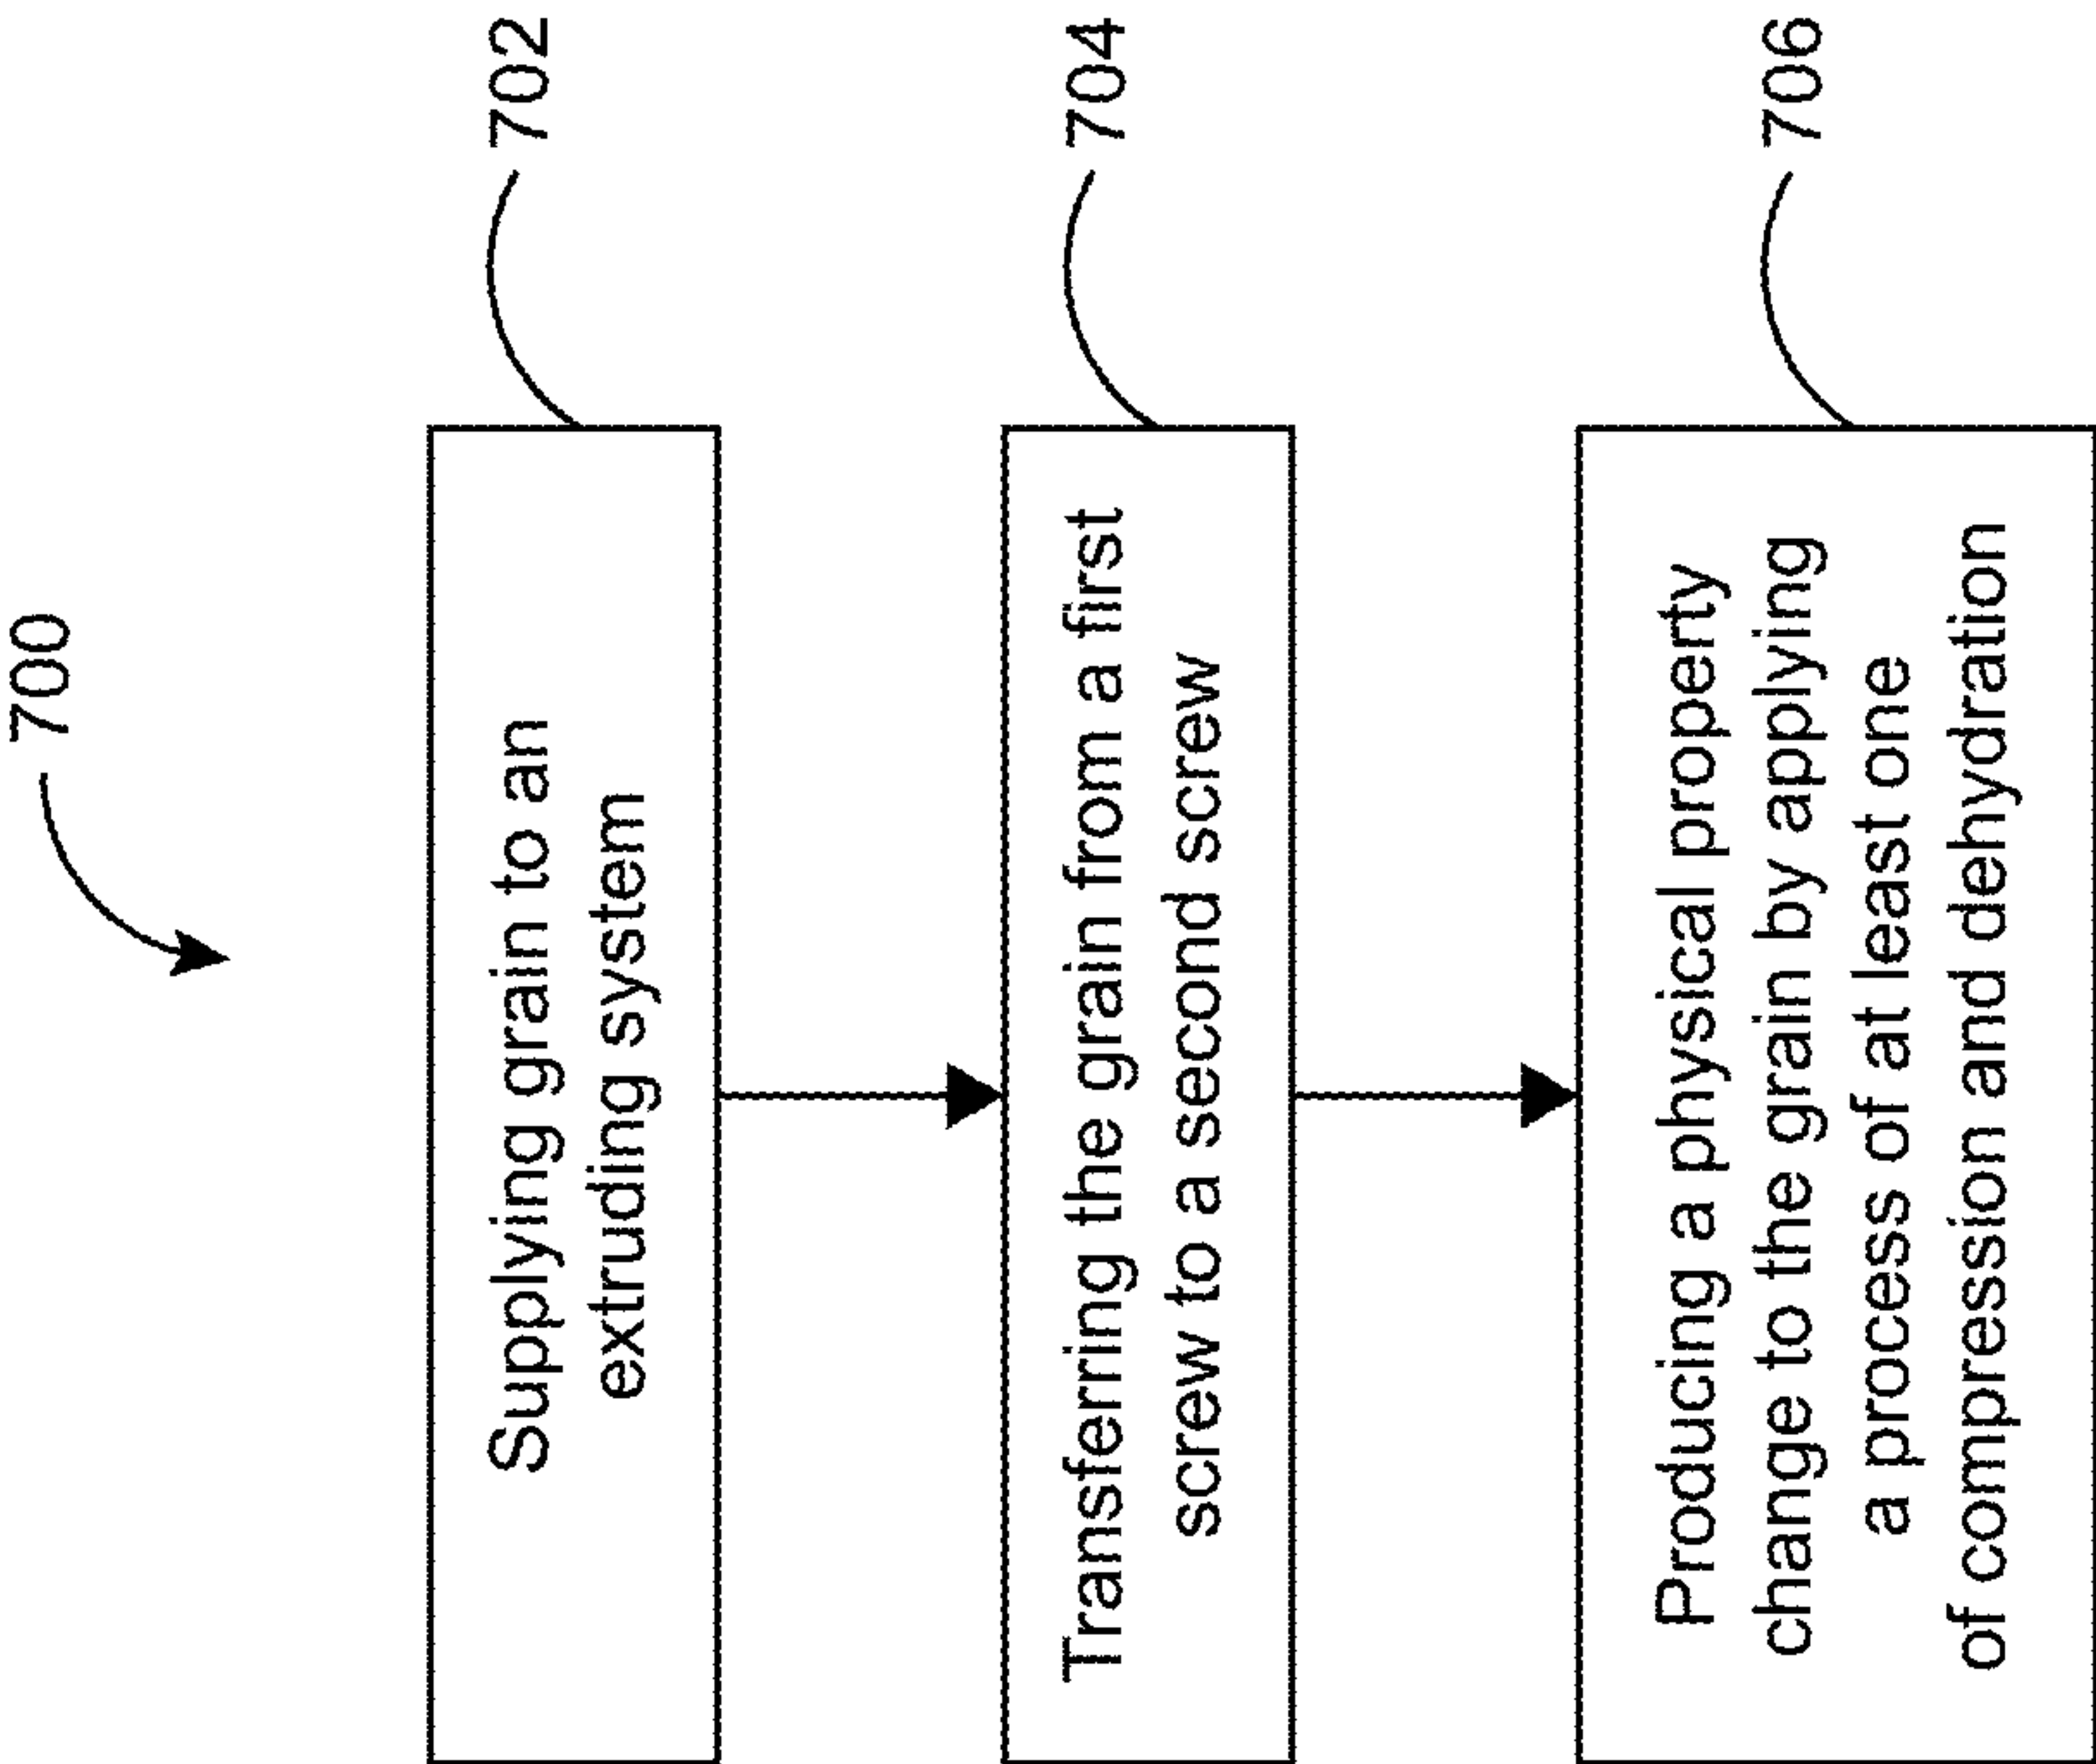 700
Supplying grain to an
extruding system
702
Transferring the grain from a first
screw to a second screw
704
Producing a physical property
change to the grain by applying
a process of at least one
of compression and dehydration
706